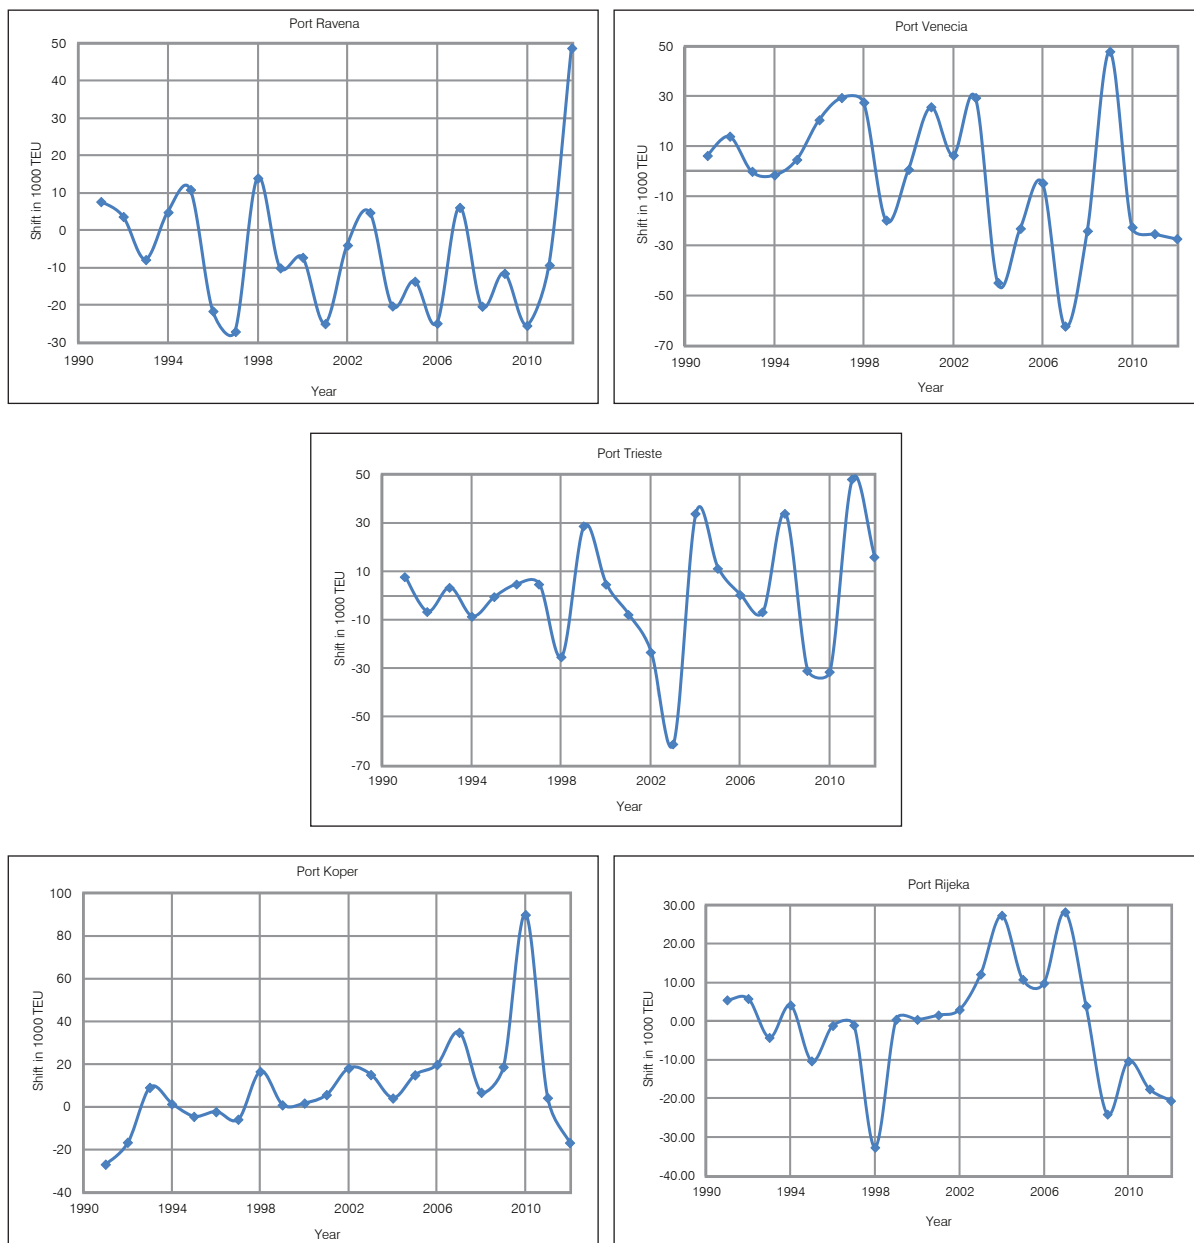 Port Ravena
50
40
30
20
10
0
-10
-20
-30
Shift in 1000 TEU
1990 1994 1998 2002 2006 2010
Year
Port Venecia
50
30
10
-10
-30
-50
-70
Shift in 1000 TEU
1990 1994 1998 2002 2006 2010
Year
Port Trieste
50
30
10
-10
-30
-50
-70
Shift in 1000 TEU
1990 1994 1998 2002 2006 2010
Year
Port Koper
100
80
60
40
20
0
-20
-40
Shift in 1000 TEU
1990 1994 1998 2002 2006 2010
Year
Port Rijeka
30.00
20.00
10.00
0.00
-10.00
-20.00
-30.00
-40.00
Shift in 1000 TEU
1990 1994 1998 2002 2006 2010
Year